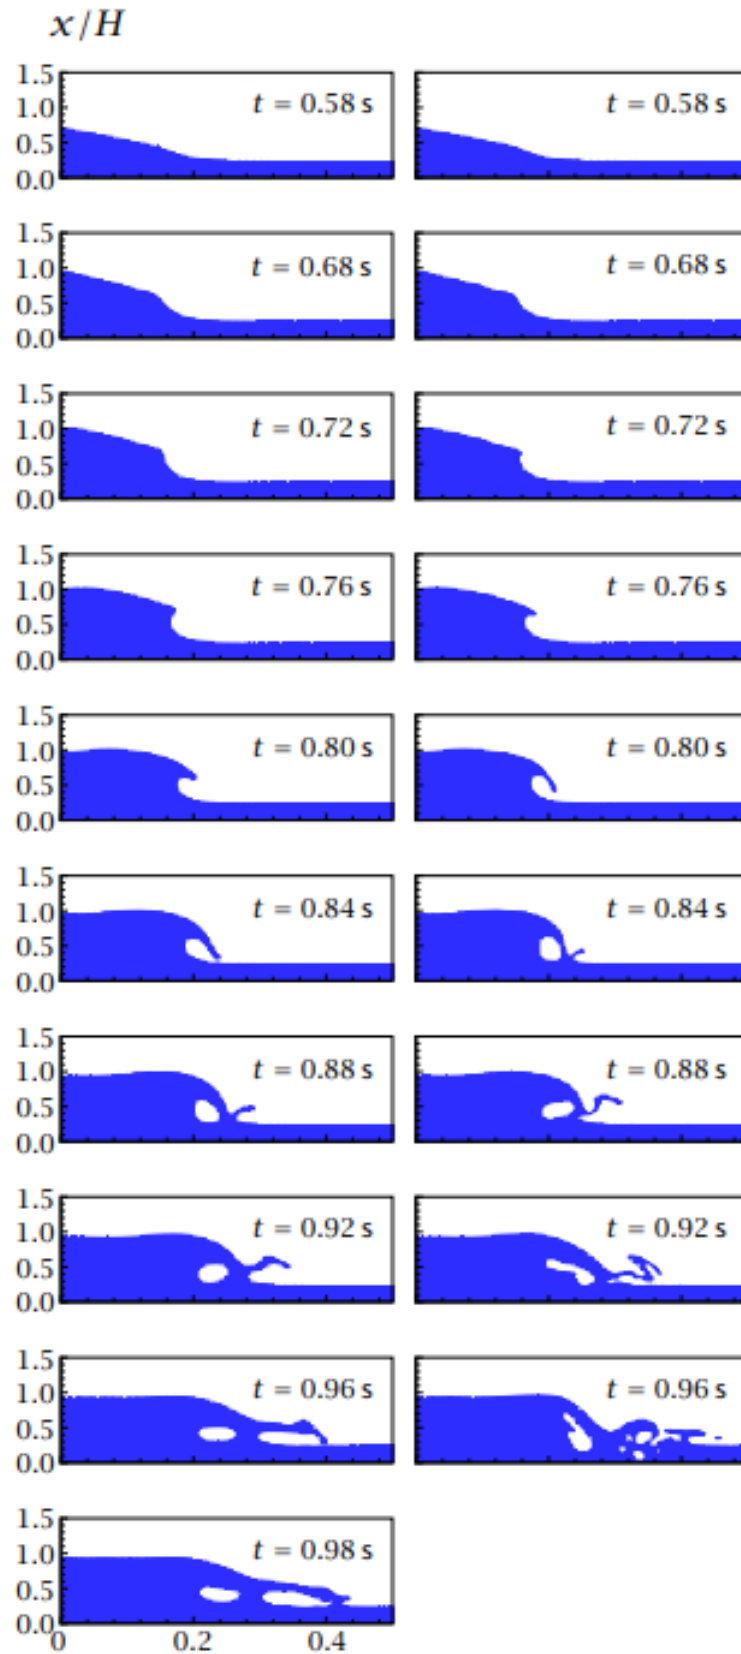 x/H
1.5
1.0 t = 0.58 s t = 0.58 s
0.5
0.0
1.5
1.0 t = 0.68 s t = 0.68 s
0.5
0.0
1.5
1.0 t = 0.72 s t = 0.72 s
0.5
0.0
1.5
1.0 t = 0.76 s t = 0.76 s
0.5
0.0
1.5
1.0 t = 0.80 s t = 0.80 s
0.5
0.0
1.5
1.0 t = 0.84 s t = 0.84 s
0.5
0.0
1.5
1.0 t = 0.88 s t = 0.88 s
0.5
0.0
1.5
1.0 t = 0.92 s t = 0.92 s
0.5
0.0
1.5
1.0 t = 0.96 s t = 0.96 s
0.5
0.0
1.5
1.0 t = 0.98 s
0.5
0.0
0 0.2 0.4